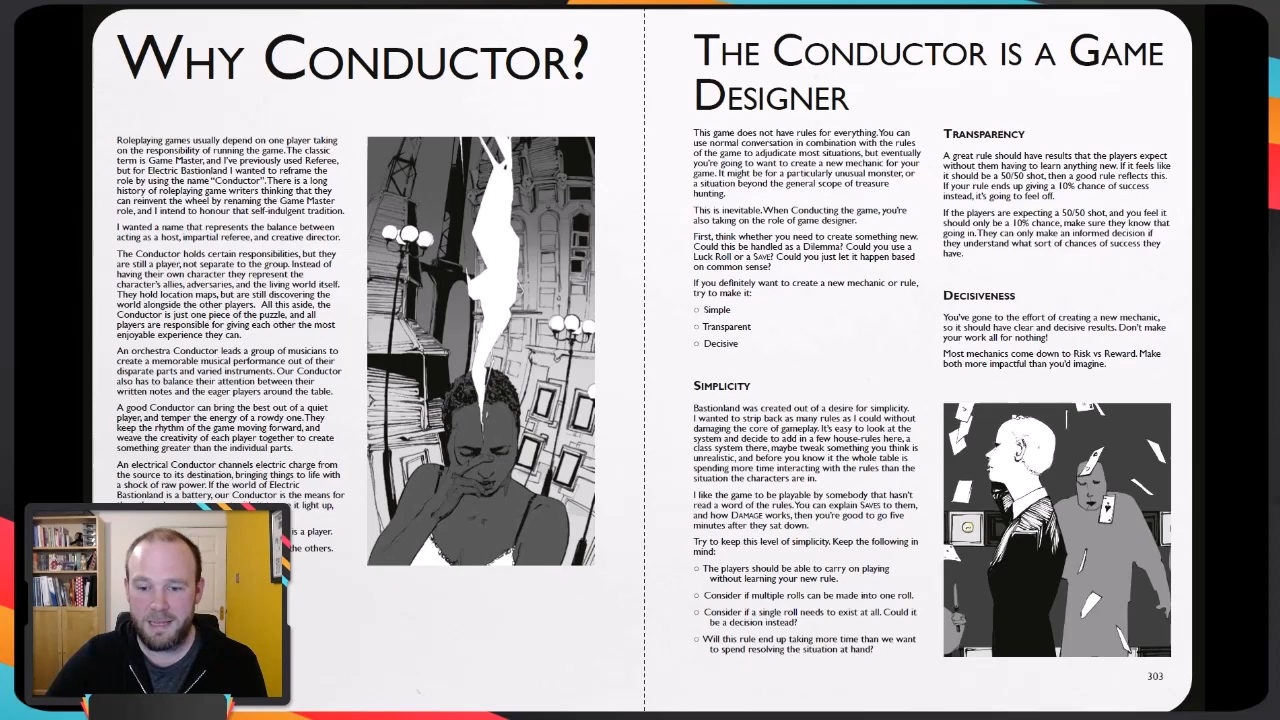 WHY CONDUCTOR?
Roleplaying games usually depend on one player taking
on the responsibility of running the game. The classic
term is Game Master, and I've previously used Referee,
but for Electric Bastionland I wanted to reframe the
role by using the name "Conductor". There is a long
history of roleplaying game writers thinking that they
can reinvent the wheel by renaming the Game Master
role, and I intend to honour that self-indulgent tradition.
I wanted a name that represents the balance between
acting as a host, impartial referee, and creative director.
The Conductor holds certain responsibilities, but they
are still a player, not separate to the group. Instead of
having their own character they represent the
character's allies, adversaries, and the living world itself.
They hold location maps, but are still discovering the
world alongside the other players. All this aside, the
Conductor is just one piece of the puzzle, and all
players are responsible for giving each other the most
enjoyable experience they can.
An orchestra Conductor leads a group of musicians to
create a memorable musical performance out of their
disparate parts and varied instruments. Our Conductor
also has to balance their attention between their
written notes and the eager players around the table.
A good Conductor can bring the best out of a quiet
player, and temper the energy of a rowdy one. They
keep the rhythm of the game moving forward, and
weave the creativity of each player together to create
something greater than the individual parts.
An electrical Conductor channels electric charge from
the source to its destination, bringing things to life with
a shock of raw power. If the world of Electric
Bastionland is a battery, our Conductor is the means for
it light up,
is a player.
the others.
THE CONDUCTOR IS A GAME
DESIGNER
This game does not have rules for everything. You can
use normal conversation in combination with the rules
of the game to adjudicate most situations, but eventually
you're going to want to create a new mechanic for your
game. It might be for a particularly unusual monster, or
a situation beyond the general scope of treasure
hunting.
This is inevitable. When Conducting the game, you're
also taking on the role of game designer.
First, think whether you need to create something new.
Could this be handled as a Dilemma? Could you use a
Luck Roll or a SAVE? Could you just let it happen based
on common sense?
If you definitely want to create a new mechanic or rule,
try to make it:
○ Simple
○ Transparent
○ Decisive
SIMPLICITY
Bastionland was created out of a desire for simplicity.
I wanted to strip back as many rules as I could without
damaging the core of gameplay. It's easy to look at the
system and decide to add in a few house-rules here, a
class system there, maybe tweak something you think is
unrealistic, and before you know it the whole table is
spending more time interacting with the rules than the
situation the characters are in.
I like the game to be playable by somebody that hasn't
read a word of the rules. You can explain SAVES to them,
and how DAMAGE works, then you're good to go five
minutes after they sat down.
Try to keep this level of simplicity. Keep the following in
mind:
○ The players should be able to carry on playing
without learning your new rule.
○ Consider if multiple rolls can be made into one roll.
○ Consider if a single roll needs to exist at all. Could it
be a decision instead?
○ Will this rule end up taking more time than we want
to spend resolving the situation at hand?
TRANSPARENCY
A great rule should have results that the players expect
without them having to learn anything new. If it feels like
it should be a 50/50 shot, then a good rule reflects this.
If your rule ends up giving a 10% chance of success
instead, it's going to feel off.
If the players are expecting a 50/50 shot, and you feel it
should only be a 10% chance, make sure they know that
going in. They can only make an informed decision if
they understand what sort of chances of success they
have.
DECISIVENESS
You've gone to the effort of creating a new mechanic,
so it should have clear and decisive results. Don't make
your work all for nothing!
Most mechanics come down to Risk vs Reward. Make
both more impactful than you'd imagine.
303